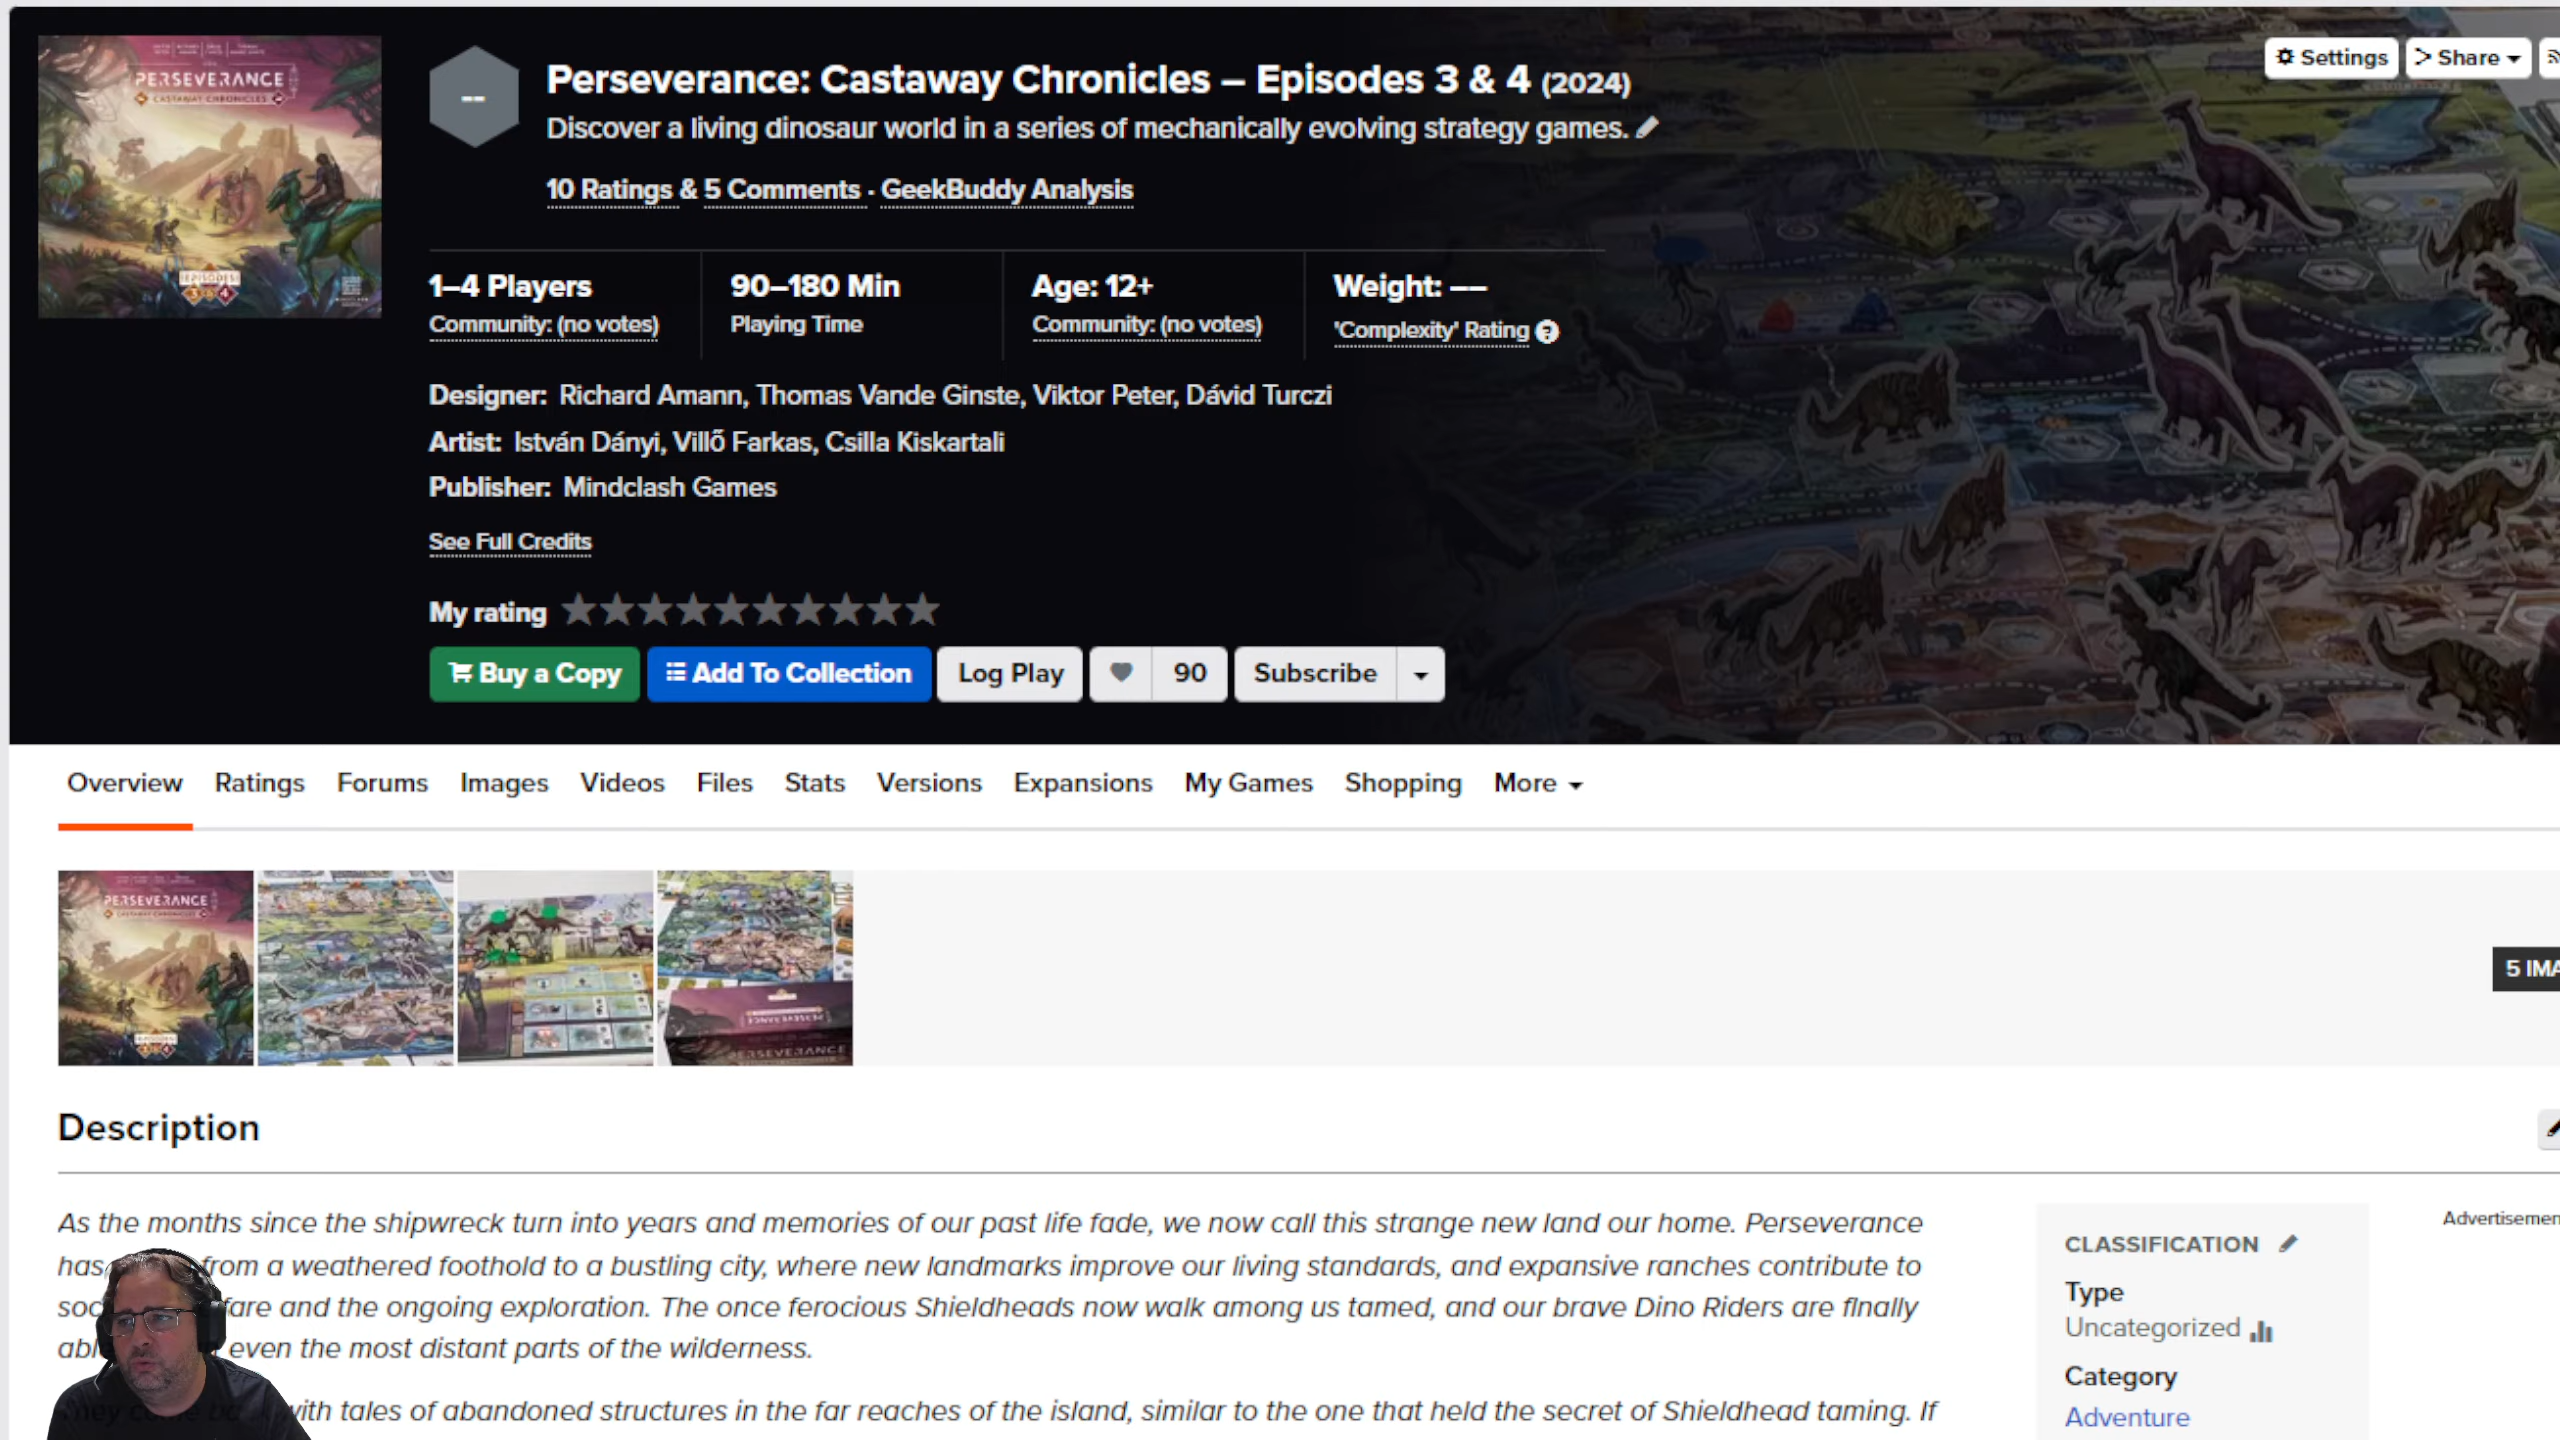 PERSEVERANCE
CASTAWAY CHRONICLES
EPISODES
3 4
--
Perseverance: Castaway Chronicles – Episodes 3 & 4 (2024)
Discover a living dinosaur world in a series of mechanically evolving strategy games.
10 Ratings & 5 Comments · GeekBuddy Analysis
Settings
Share
1–4 Players
Community: (no votes)
90–180 Min
Playing Time
Age: 12+
Community: (no votes)
Weight: ––
'Complexity' Rating
Designer: Richard Amann, Thomas Vande Ginste, Viktor Peter, Dávid Turczi
Artist: István Dányi, Villő Farkas, Csilla Kiskartali
Publisher: Mindclash Games
See Full Credits
My rating
Buy a Copy
Add To Collection
Log Play
90
Subscribe
Overview Ratings Forums Images Videos Files Stats Versions Expansions My Games Shopping More
PERSEVERANCE
CASTAWAY CHRONICLES
PERSEVERANCE
5 IMA
Description
As the months since the shipwreck turn into years and memories of our past life fade, we now call this strange new land our home. Perseverance
has from a weathered foothold to a bustling city, where new landmarks improve our living standards, and expansive ranches contribute to
soc fare and the ongoing exploration. The once ferocious Shieldheads now walk among us tamed, and our brave Dino Riders are finally
abl even the most distant parts of the wilderness.
with tales of abandoned structures in the far reaches of the island, similar to the one that held the secret of Shieldhead taming. If
CLASSIFICATION
Type
Uncategorized
Category
Adventure
Advertisemen